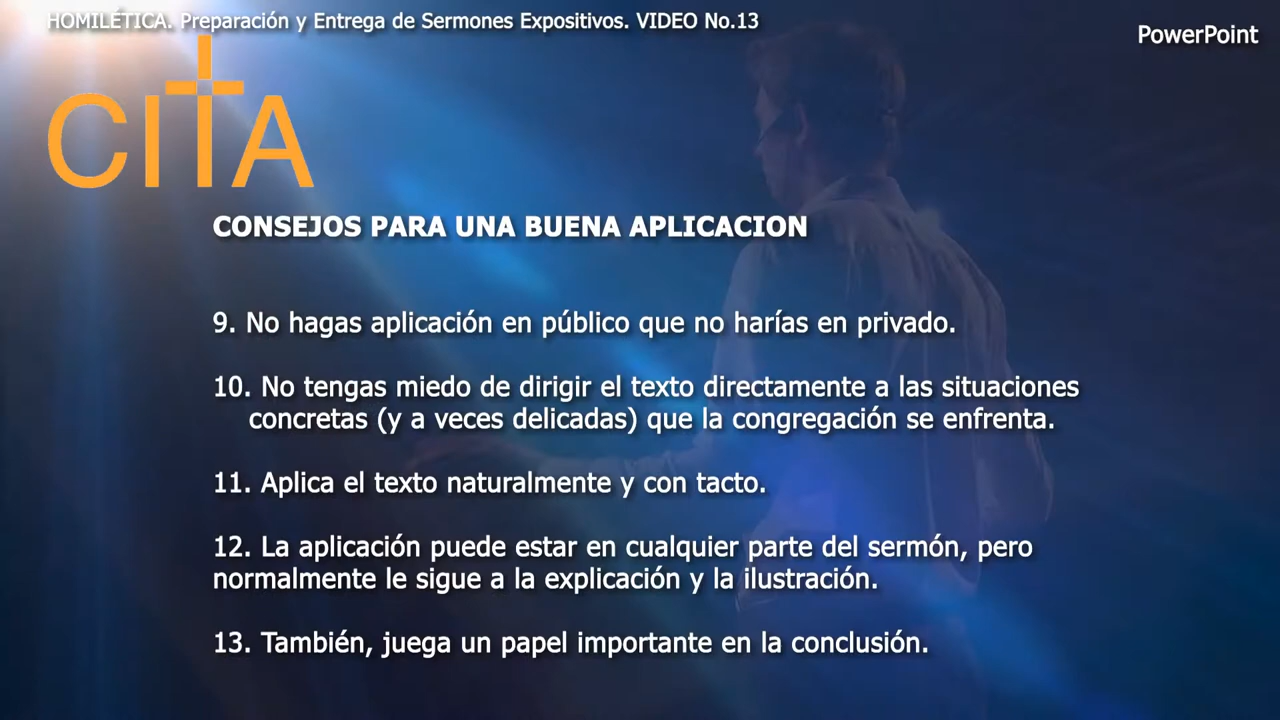 HOMILÉTICA. Preparación y Entrega de Sermones Expositivos. VIDEO No.13
PowerPoint
CITA
CONSEJOS PARA UNA BUENA APLICACION
9. No hagas aplicación en público que no harías en privado.
10. No tengas miedo de dirigir el texto directamente a las situaciones
concretas (y a veces delicadas) que la congregación se enfrenta.
11. Aplica el texto naturalmente y con tacto.
12. La aplicación puede estar en cualquier parte del sermón, pero
normalmente le sigue a la explicación y la ilustración.
13. También, juega un papel importante en la conclusión.